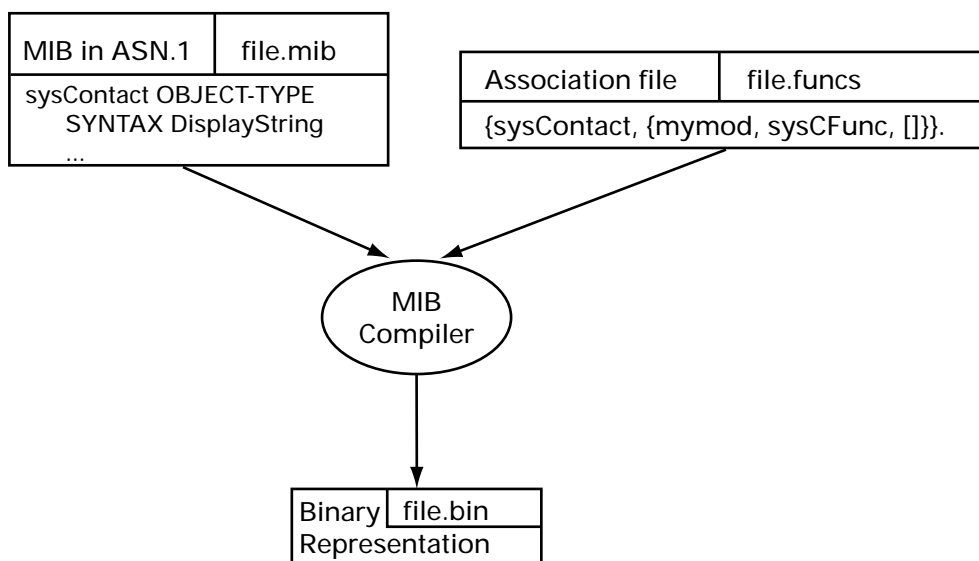 MIB in ASN.1 file.mib
sysContact OBJECT-TYPE
SYNTAX DisplayString
...
Association file file.funcs
{sysContact, {mymod, sysCFunc, []}}.
MIB
Compiler
Binary file.bin
Representation